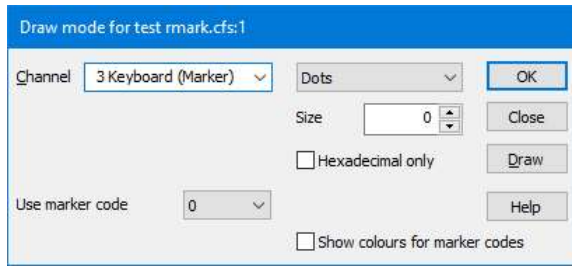 Draw mode for test rmark.cfs:1
Channel 3 Keyboard (Marker) Dots OK
Size 0 Close
Hexadecimal only Draw
Use marker code 0 Help
Show colours for marker codes